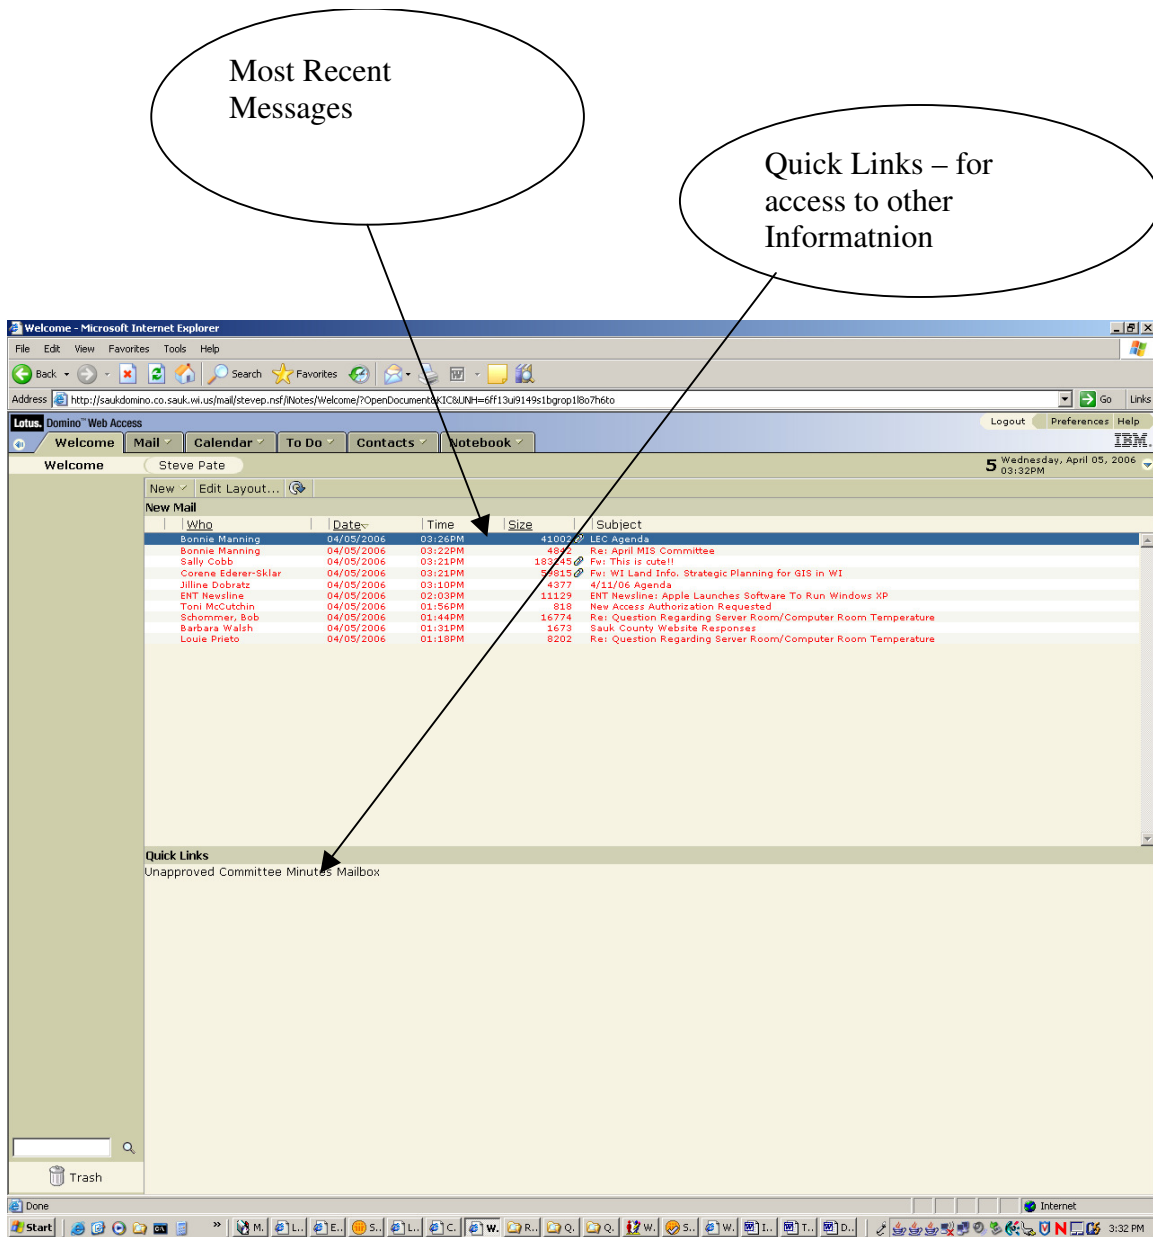 Most Recent
Messages
Quick Links – for
access to other
Informatnion
Welcome - Microsoft Internet Explorer
File Edit View Favorites Tools Help
Back Search Favorites
Address http://saukdomino.co.sauk.wi.us/mail/stevep.nsf/iNotes/Welcome/?OpenDocument&KIC&UNH=6ff13ui9149s1bgrop1l8o7h6to Go Links
Lotus. Domino™ Web Access Logout Preferences Help
Welcome Mail Calendar To Do Contacts Notebook IBM.
Welcome Steve Pate 5 Wednesday, April 05, 2006
03:32PM
New Edit Layout...
New Mail
Who Date Time Size Subject
Bonnie Manning 04/05/2006 03:26PM 41002 LEC Agenda
Bonnie Manning 04/05/2006 03:22PM 4842 Re: April MIS Committee
Sally Cobb 04/05/2006 03:21PM 183245 Fw: This is cute!!
Corene Ederer-Sklar 04/05/2006 03:21PM 59815 Fw: WI Land Info. Strategic Planning for GIS in WI
Jilline Dobratz 04/05/2006 03:10PM 4377 4/11/06 Agenda
ENT Newsline 04/05/2006 02:03PM 11129 ENT Newsline: Apple Launches Software To Run Windows XP
Toni McCutchin 04/05/2006 01:56PM 818 New Access Authorization Requested
Schommer, Bob 04/05/2006 01:44PM 16774 Re: Question Regarding Server Room/Computer Room Temperature
Barbara Walsh 04/05/2006 01:31PM 1673 Sauk County Website Responses
Louie Prieto 04/05/2006 01:18PM 8202 Re: Question Regarding Server Room/Computer Room Temperature
Quick Links
Unapproved Committee Minutes Mailbox
Trash
Done Internet
Start » M. L.. E.. S.. L.. C. W. R.. Q. Q.. W. S.. W. I.. T.. D.. 3:32 PM